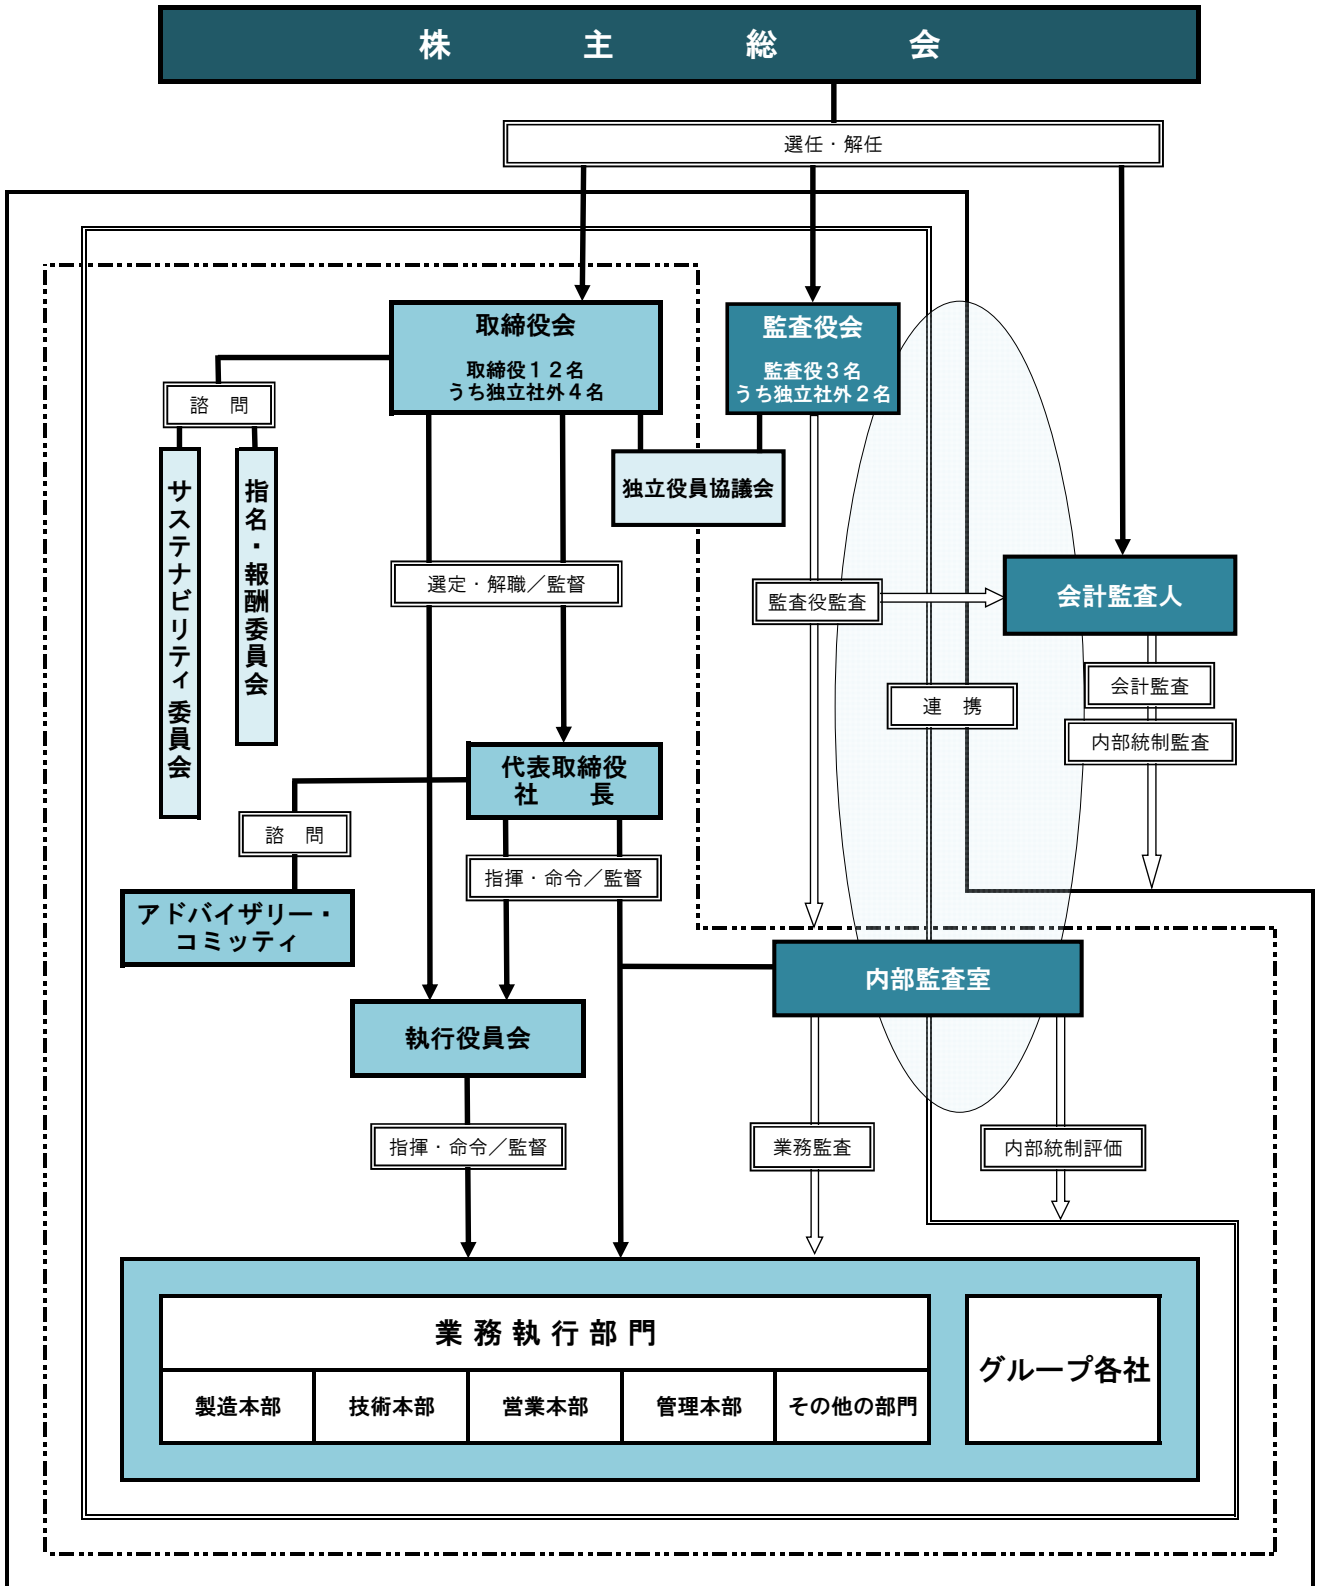 株主総会
選任・解任
取締役会
取締役１２名
うち独立社外４名
監査役会
監査役３名
うち独立社外２名
諮　問
独立役員協議会
サステナビリティ委員会
指名・報酬委員会
選定・解職／監督
監査役監査
会計監査人
会計監査
内部統制監査
連　携
代表取締役
社　　長
諮　問
指揮・命令／監督
アドバイザリー・
コミッティ
内部監査室
執行役員会
指揮・命令／監督
業務監査
内部統制評価
業務執行部門
グループ各社
製造本部
技術本部
営業本部
管理本部
その他の部門